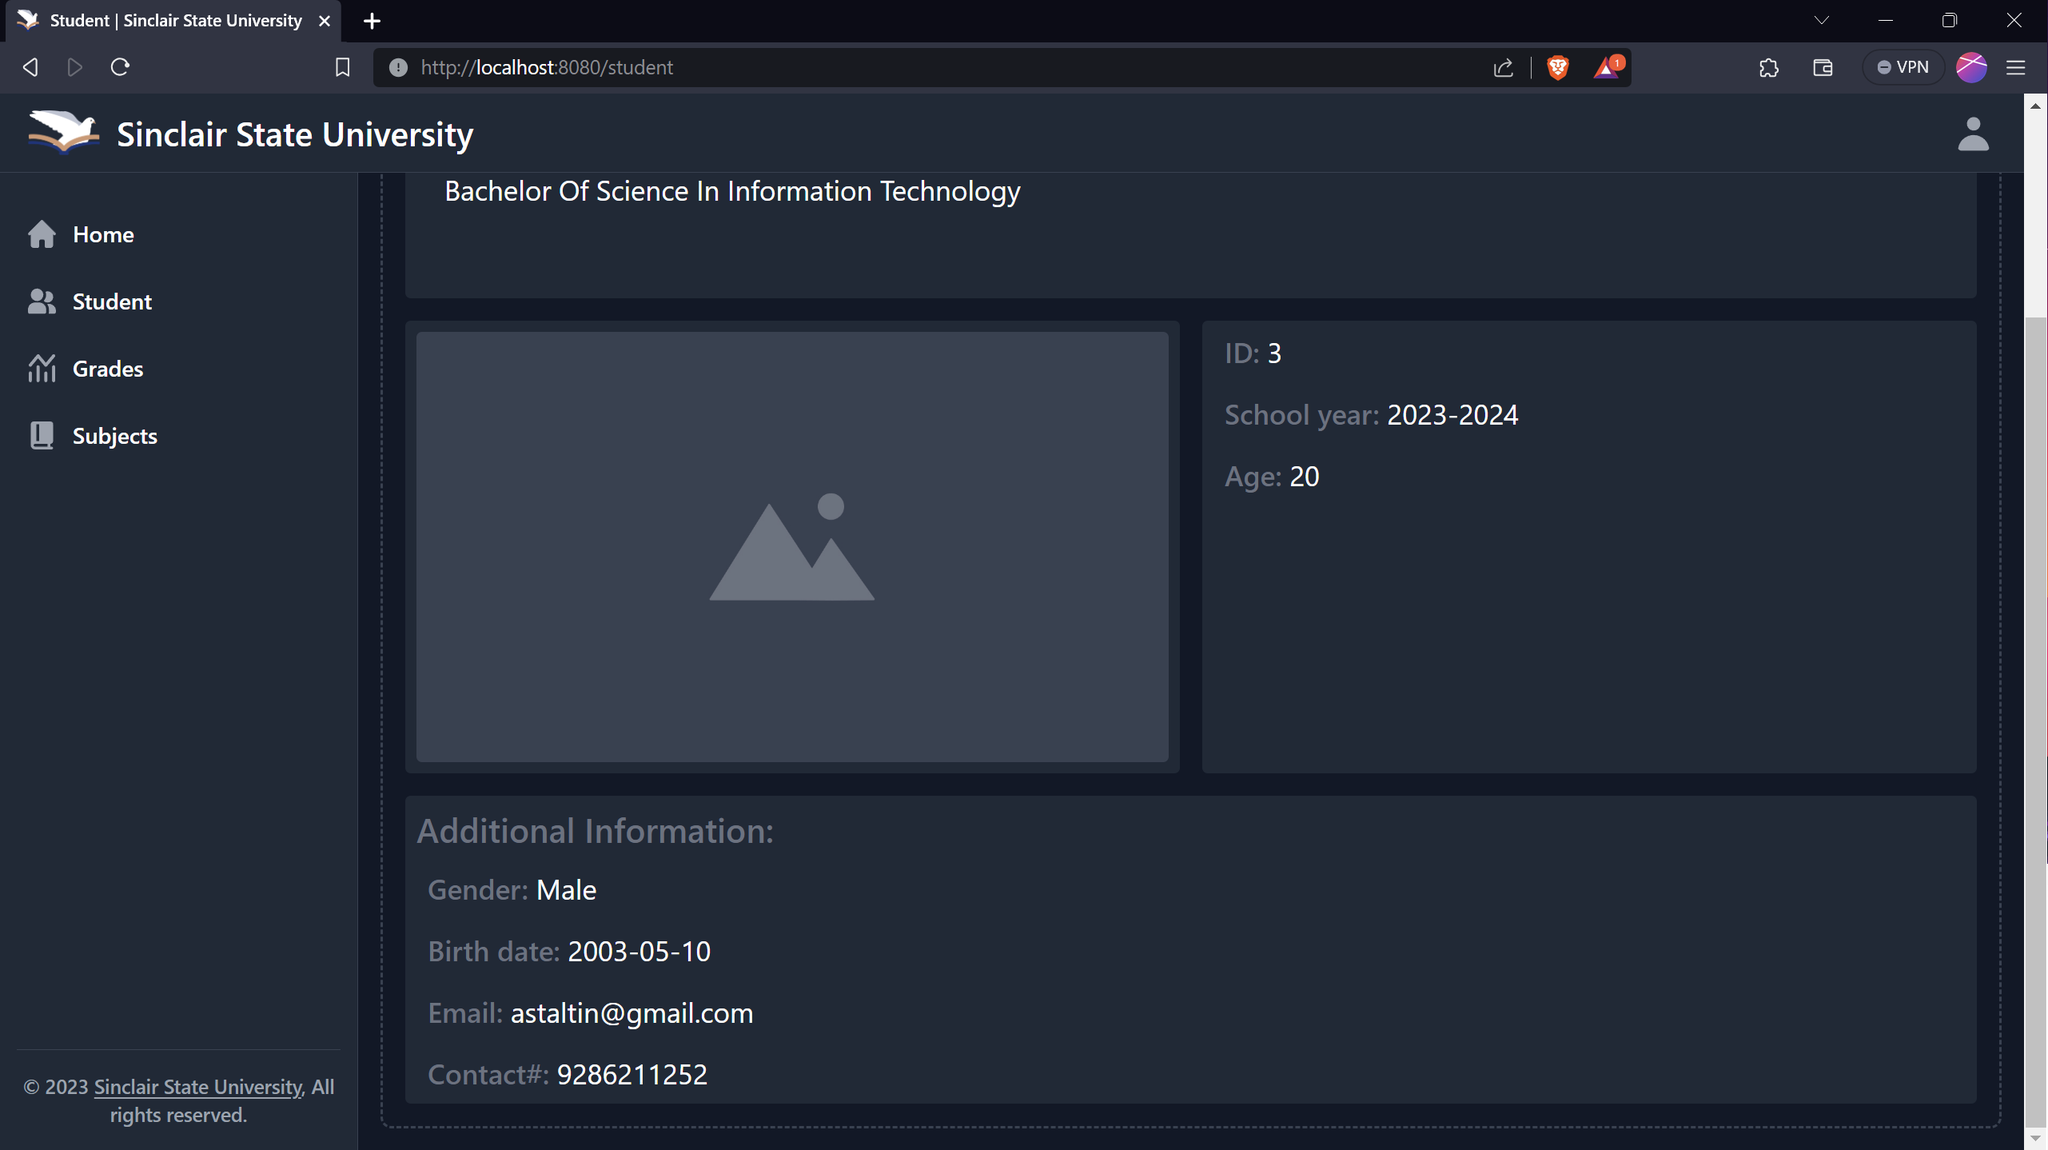 Student | Sinclair State University
http://localhost:8080/student
1
VPN
Sinclair State University
Home
Student
Grades
Subjects
© 2023 Sinclair State University, All
rights reserved.
Bachelor Of Science In Information Technology
ID: 3
School year: 2023-2024
Age: 20
Additional Information:
Gender: Male
Birth date: 2003-05-10
Email: astaltin@gmail.com
Contact#: 9286211252